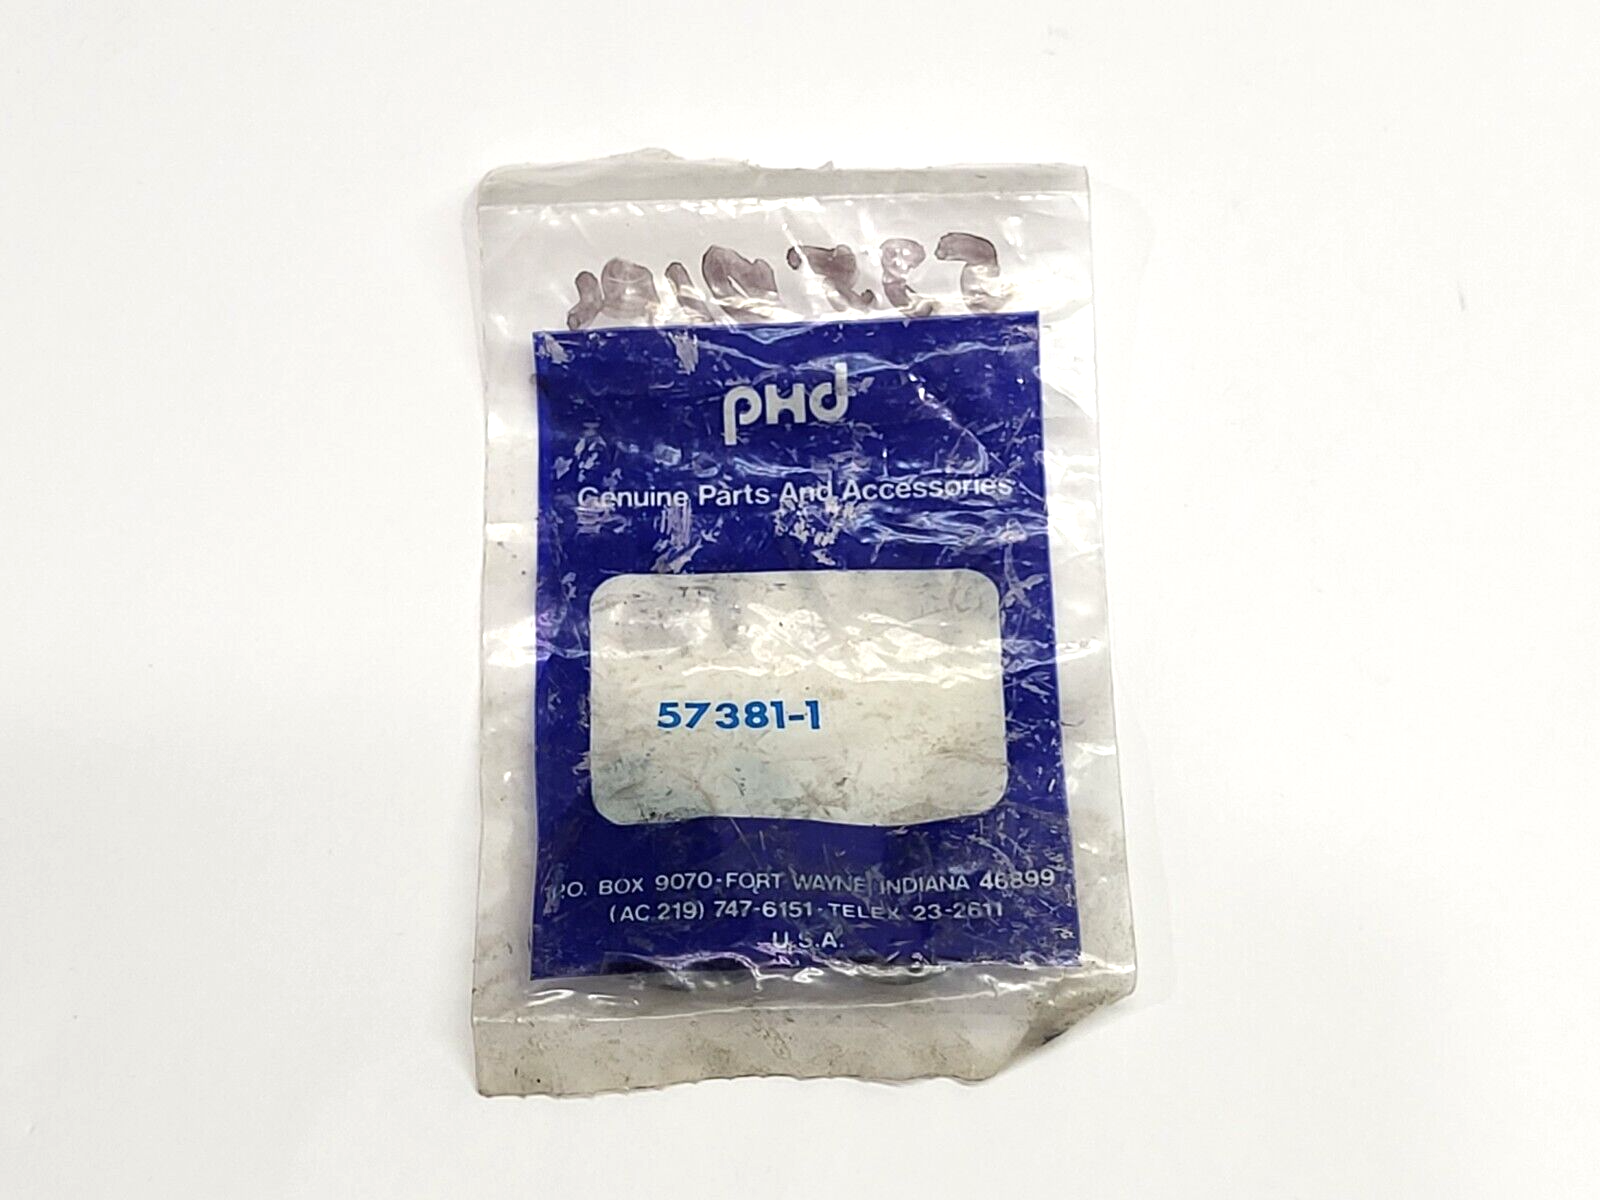 PHD
Genuine Parts And Accessories
57381-1
P.O. BOX 9070-FORT WAYNE, INDIANA 46899
(AC 219) 747-6151-TELEX 23-2611
U.S.A.